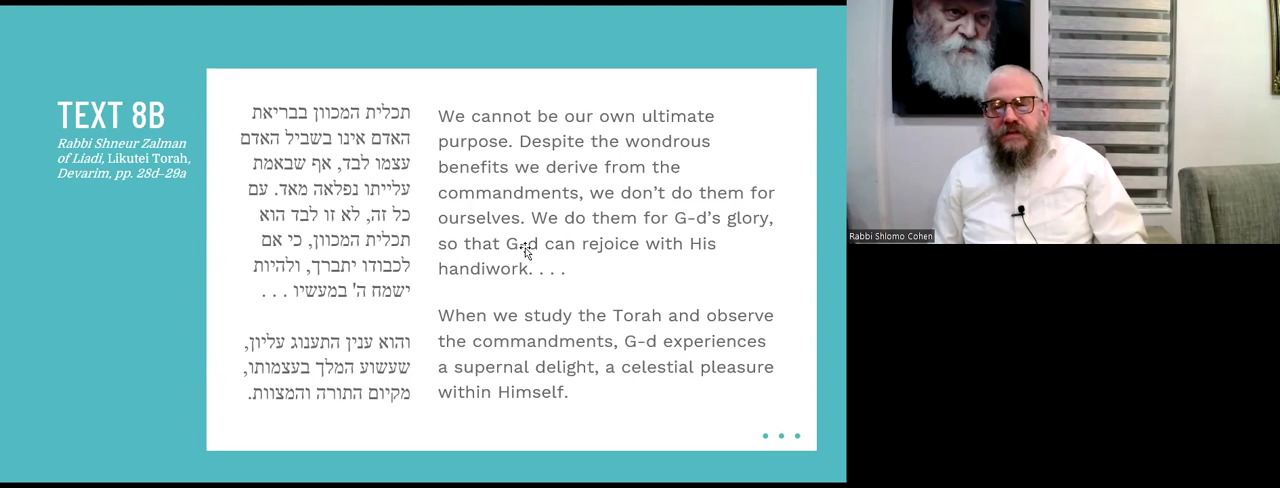 TEXT 8B
Rabbi Shneur Zalman
of Liadi, Likutei Torah,
Devarim, pp. 28d–29a
תכלית המכוון בבריאת
האדם אינו בשביל האדם
עצמו לבד, אף שבאמת
עלייתו נפלאה מאד. עם
כל זה, לא זו לבד הוא
תכלית המכוון, כי אם
לכבודו יתברך, ולהיות
ישמח ה' במעשיו . . .
והוא ענין התענוג עליון,
שעשוע המלך בעצמותו,
מקיום התורה והמצוות.
We cannot be our own ultimate
purpose. Despite the wondrous
benefits we derive from the
commandments, we don’t do them for
ourselves. We do them for G-d’s glory,
so that G-d can rejoice with His
handiwork. . . .
When we study the Torah and observe
the commandments, G-d experiences
a supernal delight, a celestial pleasure
within Himself.
Rabbi Shlomo Cohen